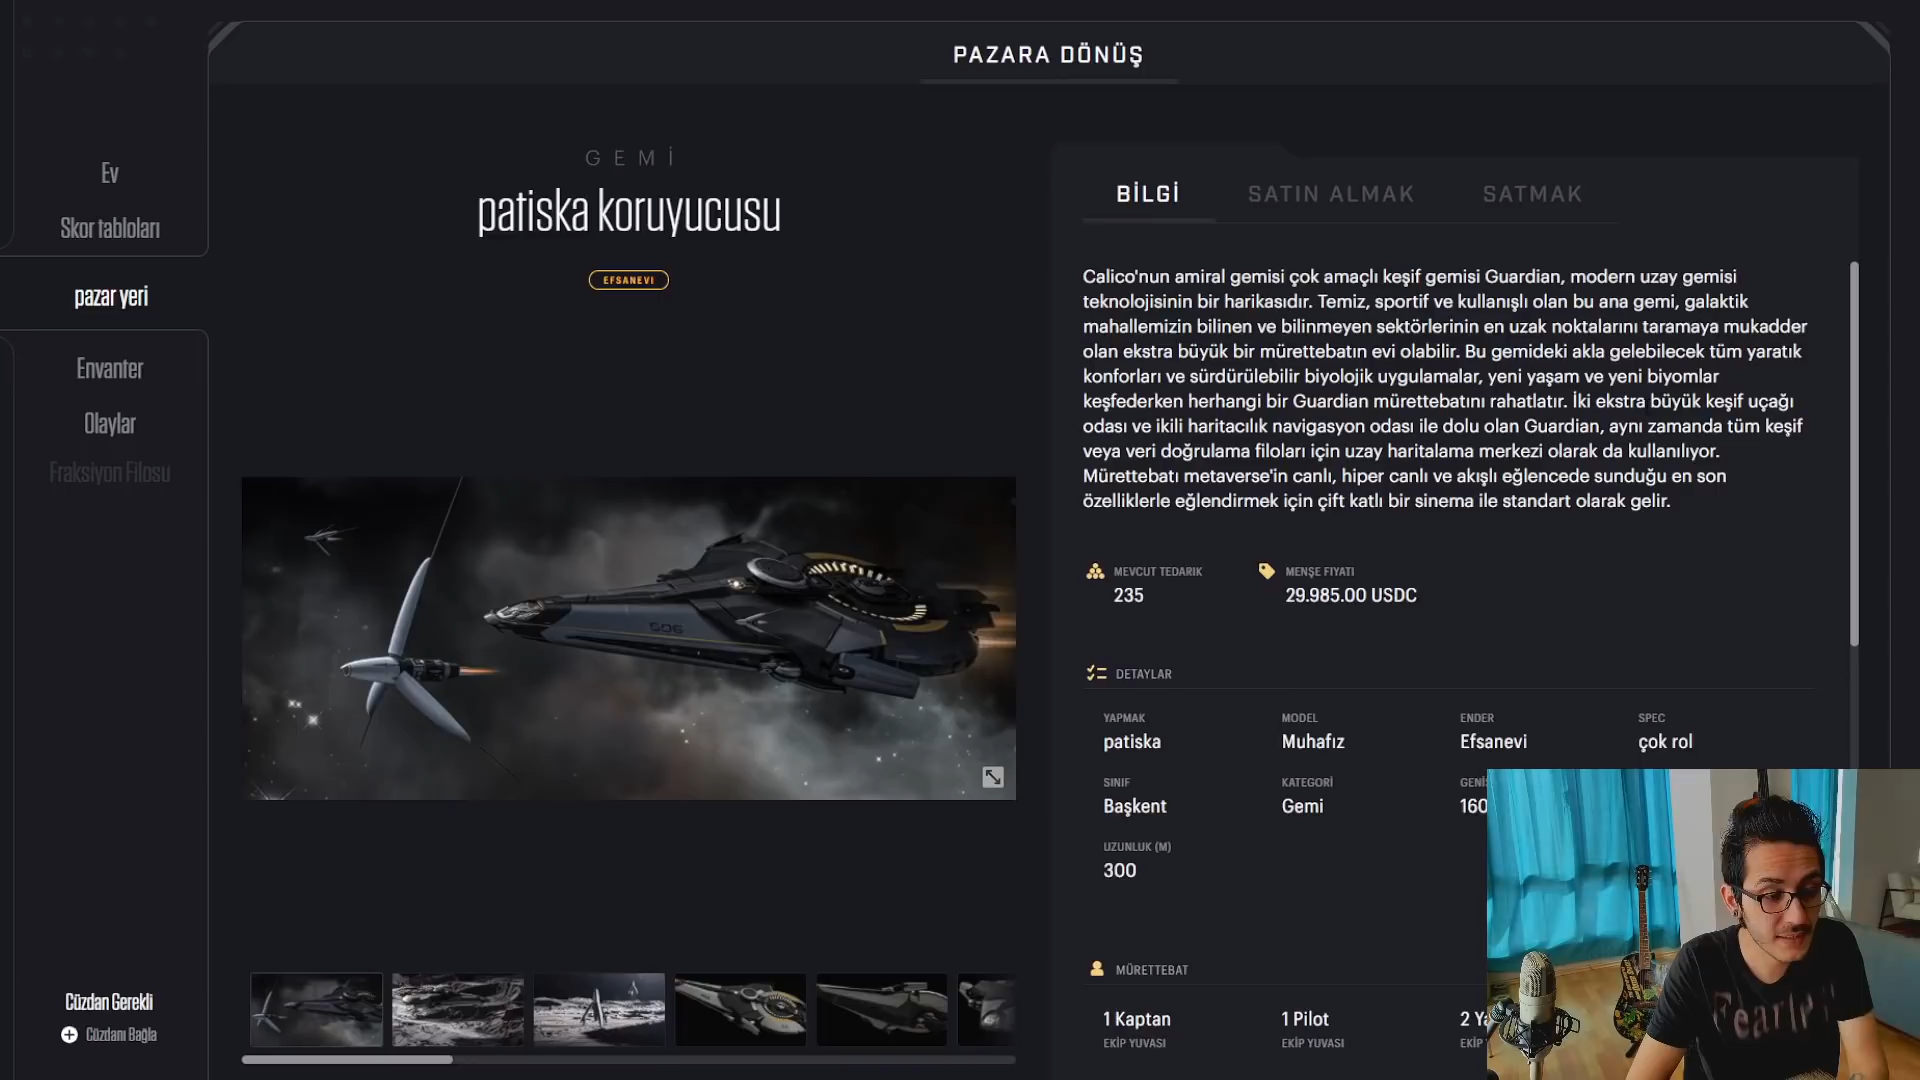 PAZARA DÖNÜŞ
Ev
Skor tabloları
pazar yeri
Envanter
Olaylar
Fraksiyon Filosu
Cüzdan Gerekli
Cüzdanı Bağla
GEMİ
patiska koruyucusu
EFSANEVI
506
BİLGİ
SATIN ALMAK
SATMAK
Calico'nun amiral gemisi çok amaçlı keşif gemisi Guardian, modern uzay gemisi
teknolojisinin bir harikasıdır. Temiz, sportif ve kullanışlı olan bu ana gemi, galaktik
mahallemizin bilinen ve bilinmeyen sektörlerinin en uzak noktalarını taramaya mukadder
olan ekstra büyük bir mürettebatın evi olabilir. Bu gemideki akla gelebilecek tüm yaratık
konforları ve sürdürülebilir biyolojik uygulamalar, yeni yaşam ve yeni biyomlar
keşfederken herhangi bir Guardian mürettebatını rahatlatır. İki ekstra büyük keşif uçağı
odası ve ikili haritacılık navigasyon odası ile dolu olan Guardian, aynı zamanda tüm keşif
veya veri doğrulama filoları için uzay haritalama merkezi olarak da kullanılıyor.
Mürettebatı metaverse'in canlı, hiper canlı ve akışlı eğlencede sunduğu en son
özelliklerle eğlendirmek için çift katlı bir sinema ile standart olarak gelir.
MEVCUT TEDARIK
235
MENŞE FIYATI
29.985.00 USDC
DETAYLAR
YAPMAK
patiska
MODEL
Muhafız
ENDER
Efsanevi
SPEC
çok rol
SINIF
Başkent
KATEGORİ
Gemi
GENİŞ
160
UZUNLUK (M)
300
MÜRETTEBAT
1 Kaptan
EKİP YUVASI
1 Pilot
EKİP YUVASI
2 Ya
EKİP
Fearle